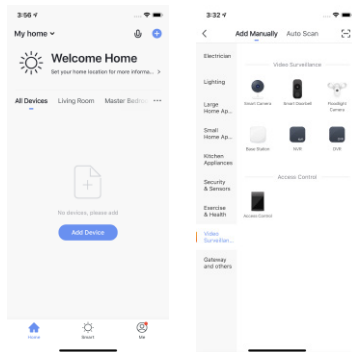 3:56
My home
Welcome Home
Set your home location for more informa...
All Devices Living Room Master Bedroo
No devices, please add
Add Device
Home Smart Me
3:32
Add Manually Auto Scan
Electrician
Lighting
Large
Home Ap...
Small
Home Ap...
Kitchen
Appliances
Security
& Sensors
Exercise
& Health
Video
Surveillan...
Gateway
and others
Video Surveillance
Smart Camera Smart Doorbell Floodlight
Camera
Base Station NVR DVR
Access Control
Access Control